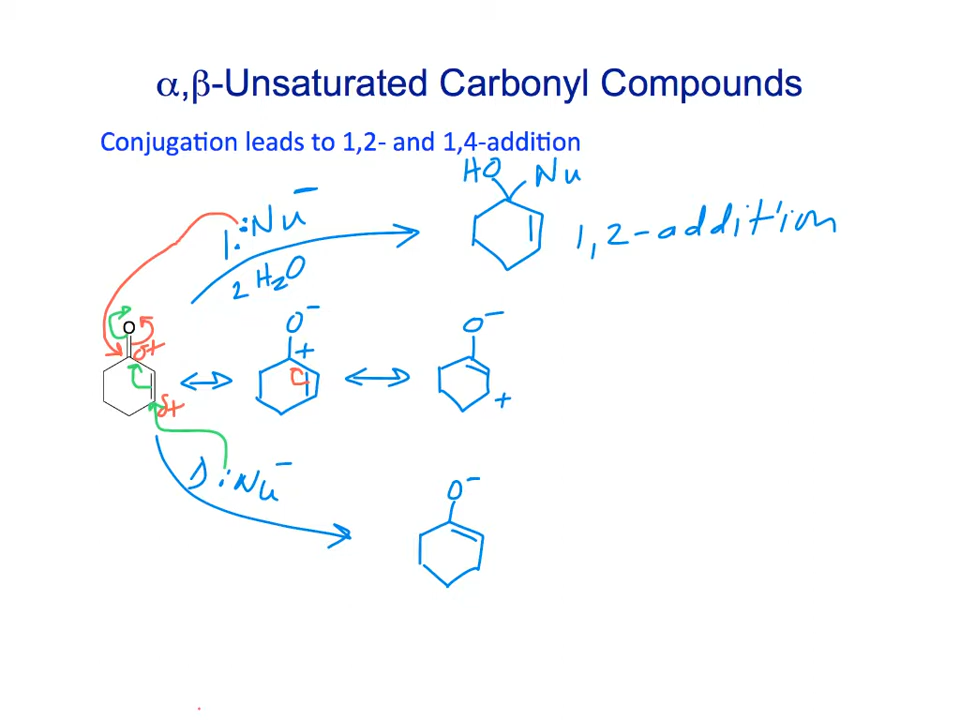 α,β-Unsaturated Carbonyl Compounds
Conjugation leads to 1,2- and 1,4-addition
HO Nu
1. :Nu⁻
2 H₂O
1,2-addition
O
δ+
δ+
O⁻
+
O⁻
+
1) :Nu⁻
O⁻